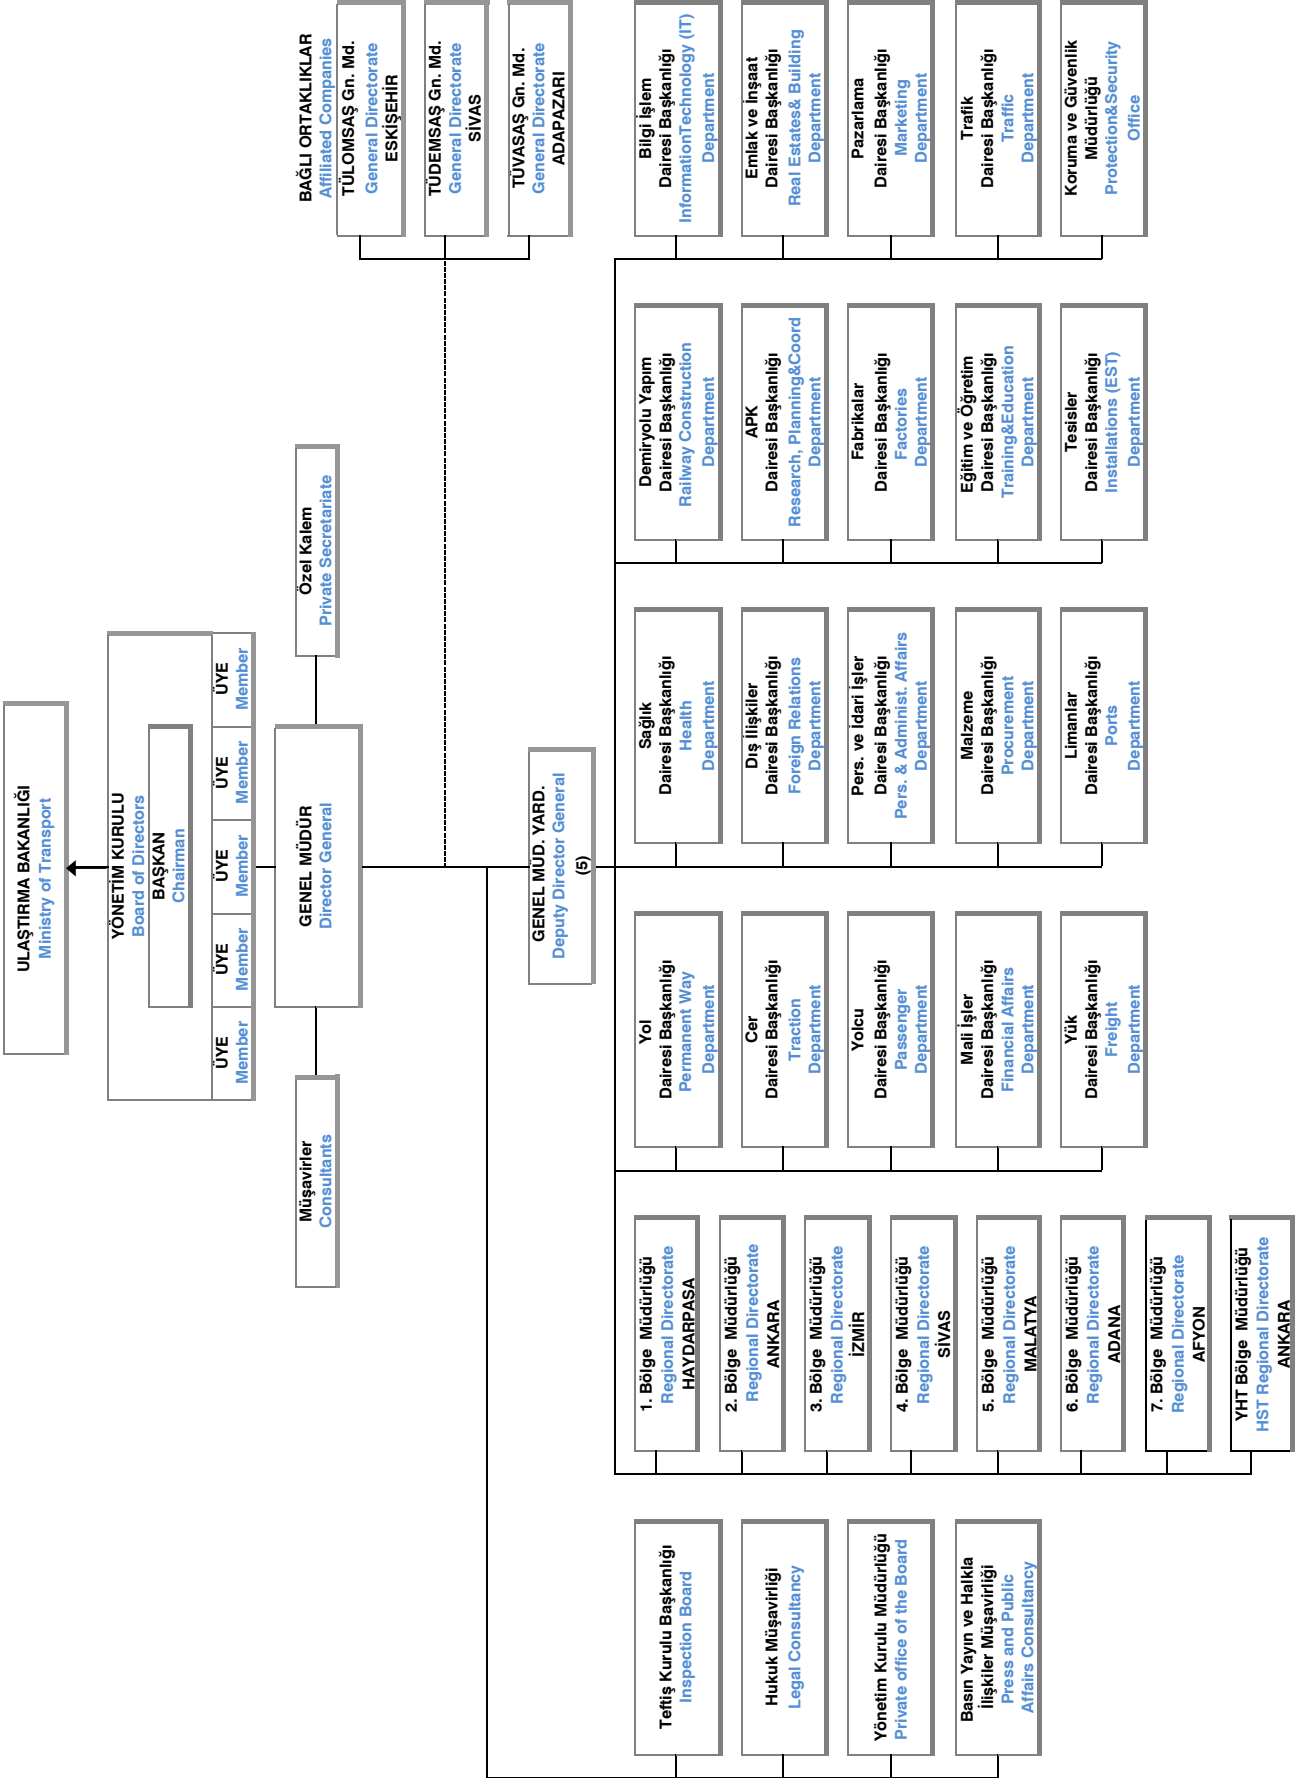 ULAŞTIRMA BAKANLIĞI
Ministry of Transport
YÖNETİM KURULU
Board of Directors
BAŞKAN
Chairman
ÜYE
Member
ÜYE
Member
ÜYE
Member
ÜYE
Member
ÜYE
Member
Müşavirler
Consultants
GENEL MÜDÜR
Director General
Özel Kalem
Private Secretariate
BAĞLI ORTAKLIKLAR
Affiliated Companies
TÜLOMSAŞ Gn. Md.
General Directorate
ESKİŞEHİR
TÜDEMSAŞ Gn. Md.
General Directorate
SİVAS
TÜVASAŞ Gn. Md.
General Directorate
ADAPAZARI
GENEL MÜD. YARD.
Deputy Director General
(5)
Teftiş Kurulu Başkanlığı
Inspection Board
Hukuk Müşavirliği
Legal Consultancy
Yönetim Kurulu Müdürlüğü
Private office of the Board
Basın Yayın ve Halkla
İlişkiler Müşavirliği
Press and Public
Affairs Consultancy
1. Bölge Müdürlüğü
Regional Directorate
HAYDARPAŞA
2. Bölge Müdürlüğü
Regional Directorate
ANKARA
3. Bölge Müdürlüğü
Regional Directorate
İZMİR
4. Bölge Müdürlüğü
Regional Directorate
SİVAS
5. Bölge Müdürlüğü
Regional Directorate
MALATYA
6. Bölge Müdürlüğü
Regional Directorate
ADANA
7. Bölge Müdürlüğü
Regional Directorate
AFYON
YHT Bölge Müdürlüğü
HST Regional Directorate
ANKARA
Yol
Dairesi Başkanlığı
Permanent Way
Department
Cer
Dairesi Başkanlığı
Traction
Department
Yolcu
Dairesi Başkanlığı
Passenger
Department
Mali İşler
Dairesi Başkanlığı
Financial Affairs
Department
Yük
Dairesi Başkanlığı
Freight
Department
Sağlık
Dairesi Başkanlığı
Health
Department
Dış İlişkiler
Dairesi Başkanlığı
Foreign Relations
Department
Pers. ve İdari İşler
Dairesi Başkanlığı
Pers. & Administ. Affairs
Department
Malzeme
Dairesi Başkanlığı
Procurement
Department
Limanlar
Dairesi Başkanlığı
Ports
Department
Demiryolu Yapım
Dairesi Başkanlığı
Railway Construction
Department
APK
Dairesi Başkanlığı
Research, Planning&Coord
Department
Fabrikalar
Dairesi Başkanlığı
Factories
Department
Eğitim ve Öğretim
Dairesi Başkanlığı
Training&Education
Department
Tesisler
Dairesi Başkanlığı
Installations (EST)
Department
Bilgi İşlem
Dairesi Başkanlığı
InformationTechnology (IT)
Department
Emlak ve İnşaat
Dairesi Başkanlığı
Real Estates& Building
Department
Pazarlama
Dairesi Başkanlığı
Marketing
Department
Trafik
Dairesi Başkanlığı
Traffic
Department
Koruma ve Güvenlik
Müdürlüğü
Protection&Security
Office